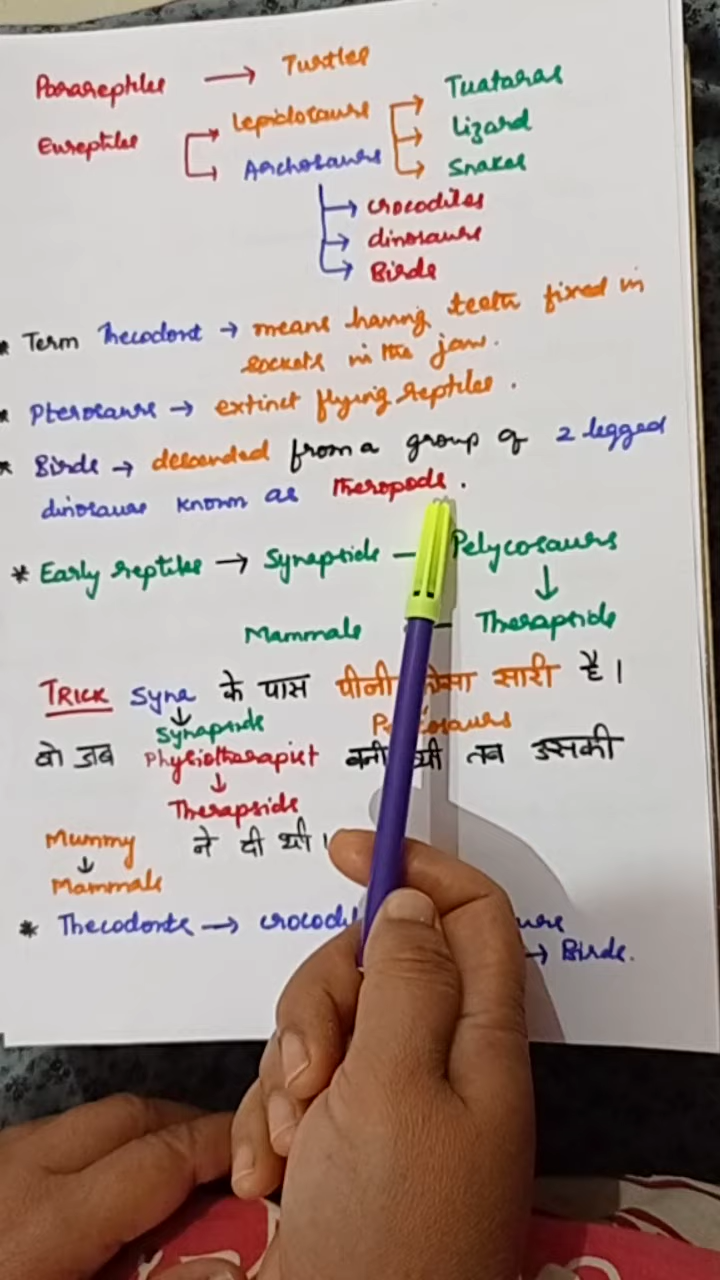 Parareptiles → Turtles
Eureptiles Lepidosaurs Tuataras
Archosaurs Lizard
Snakes
→ crocodiles
→ dinosaurs
→ Birds
* Term Thecodont → means having teeth fixed in
sockets in the jaw.
* Pterosaurs → extinct flying reptiles.
* Birds → descended from a group of 2 legged
dinosaurs known as Theropods.
* Early reptiles → Synapsids – Pelycosaurs
↓
Mammals – Therapsids
TRICK Syna के पास पीनी सारी है।
↓
Synapsids
वो जब Physiotherapist बनी थी तब उसकी
↓
Therapsids
Mummy ने दी थी।
↓
Mammals
* Thecodonts →
→ Birds.